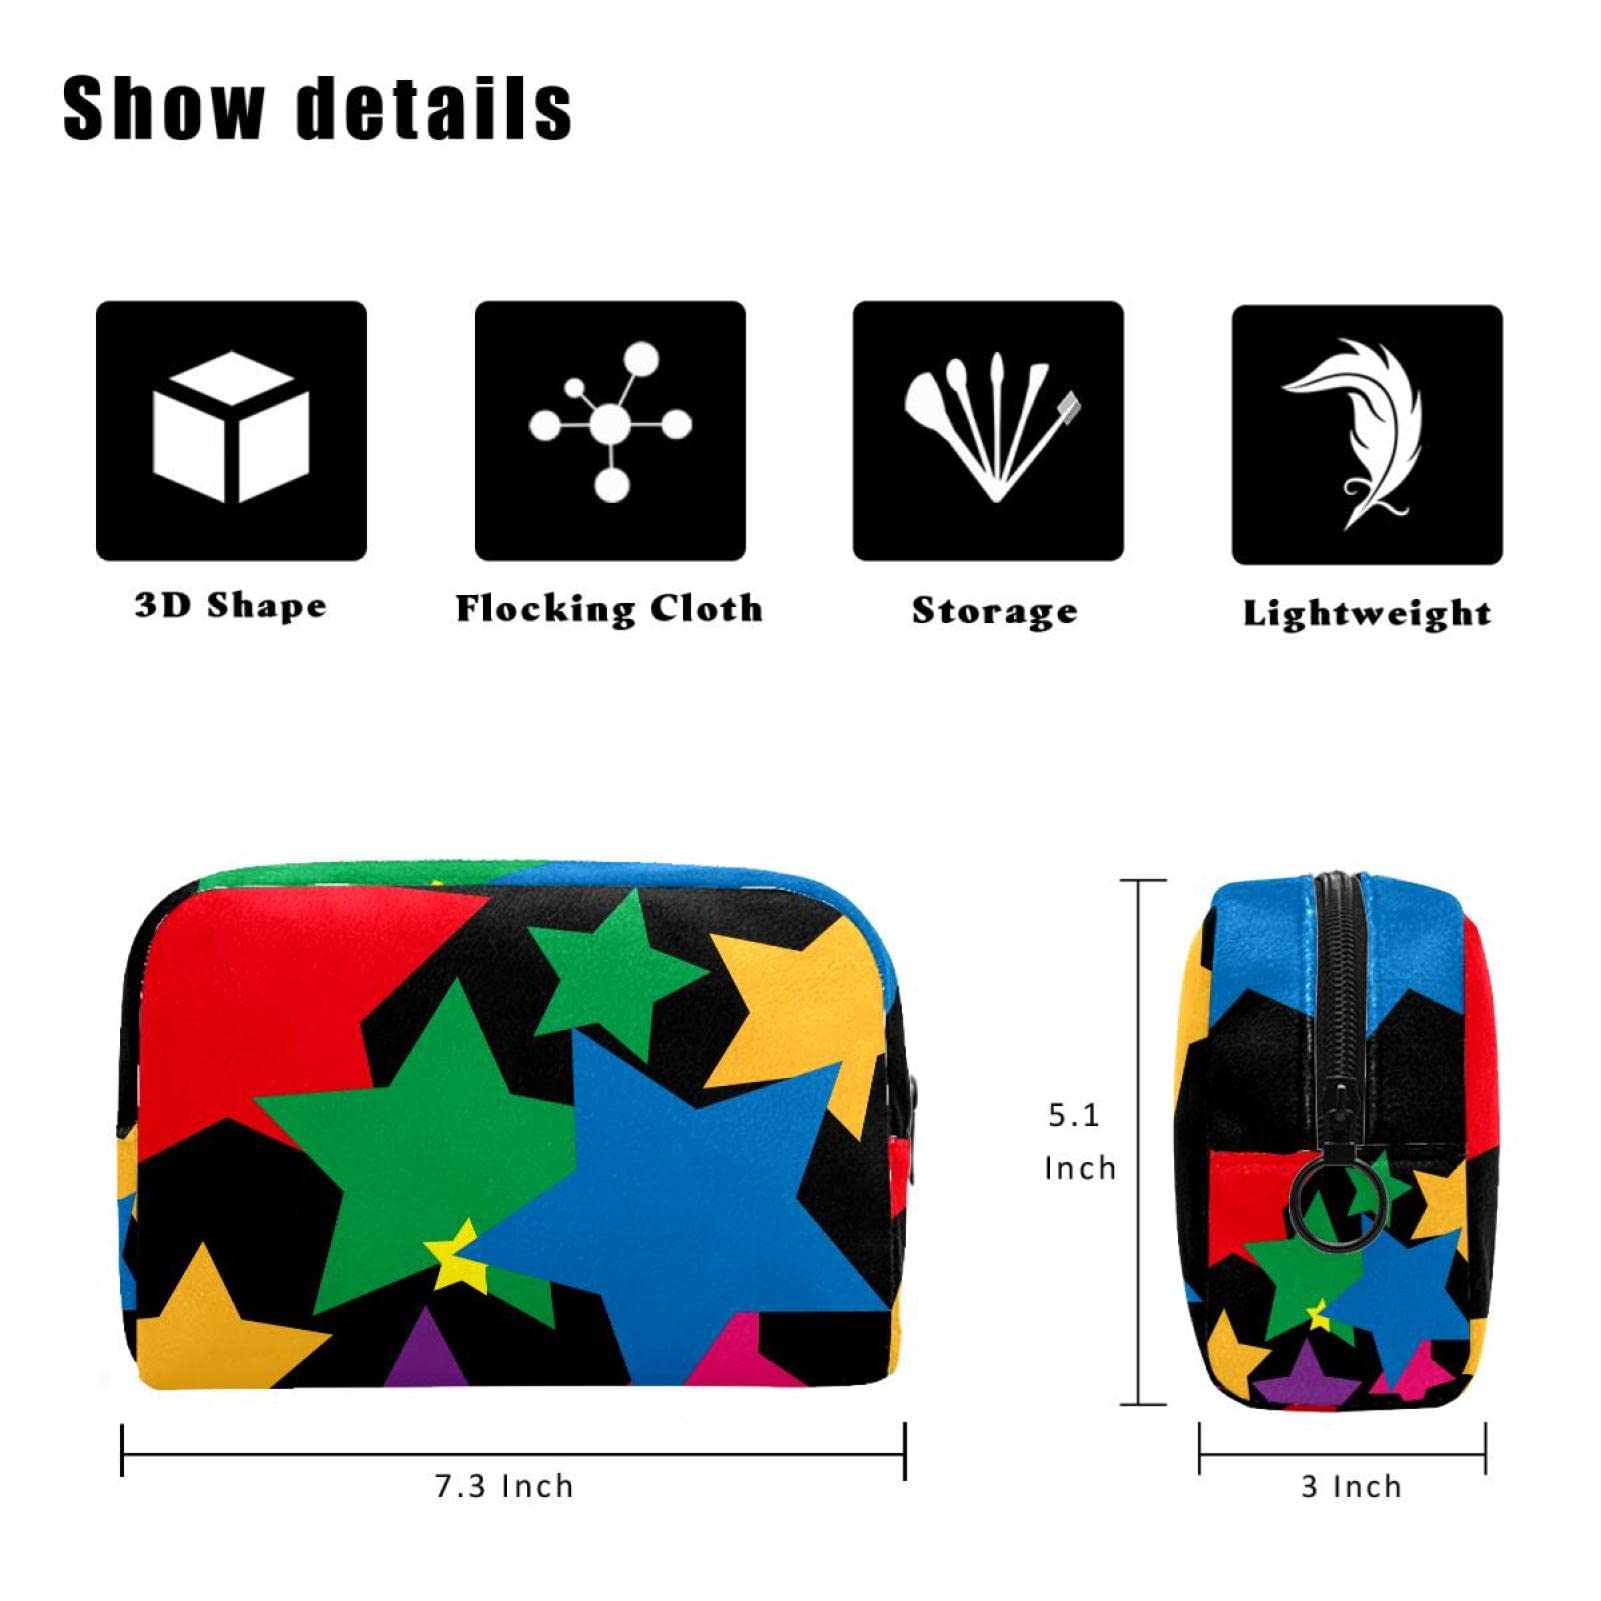 Show details
3D Shape
Flocking Cloth
Storage
Lightweight
5.1
Inch
7.3 Inch
3 Inch